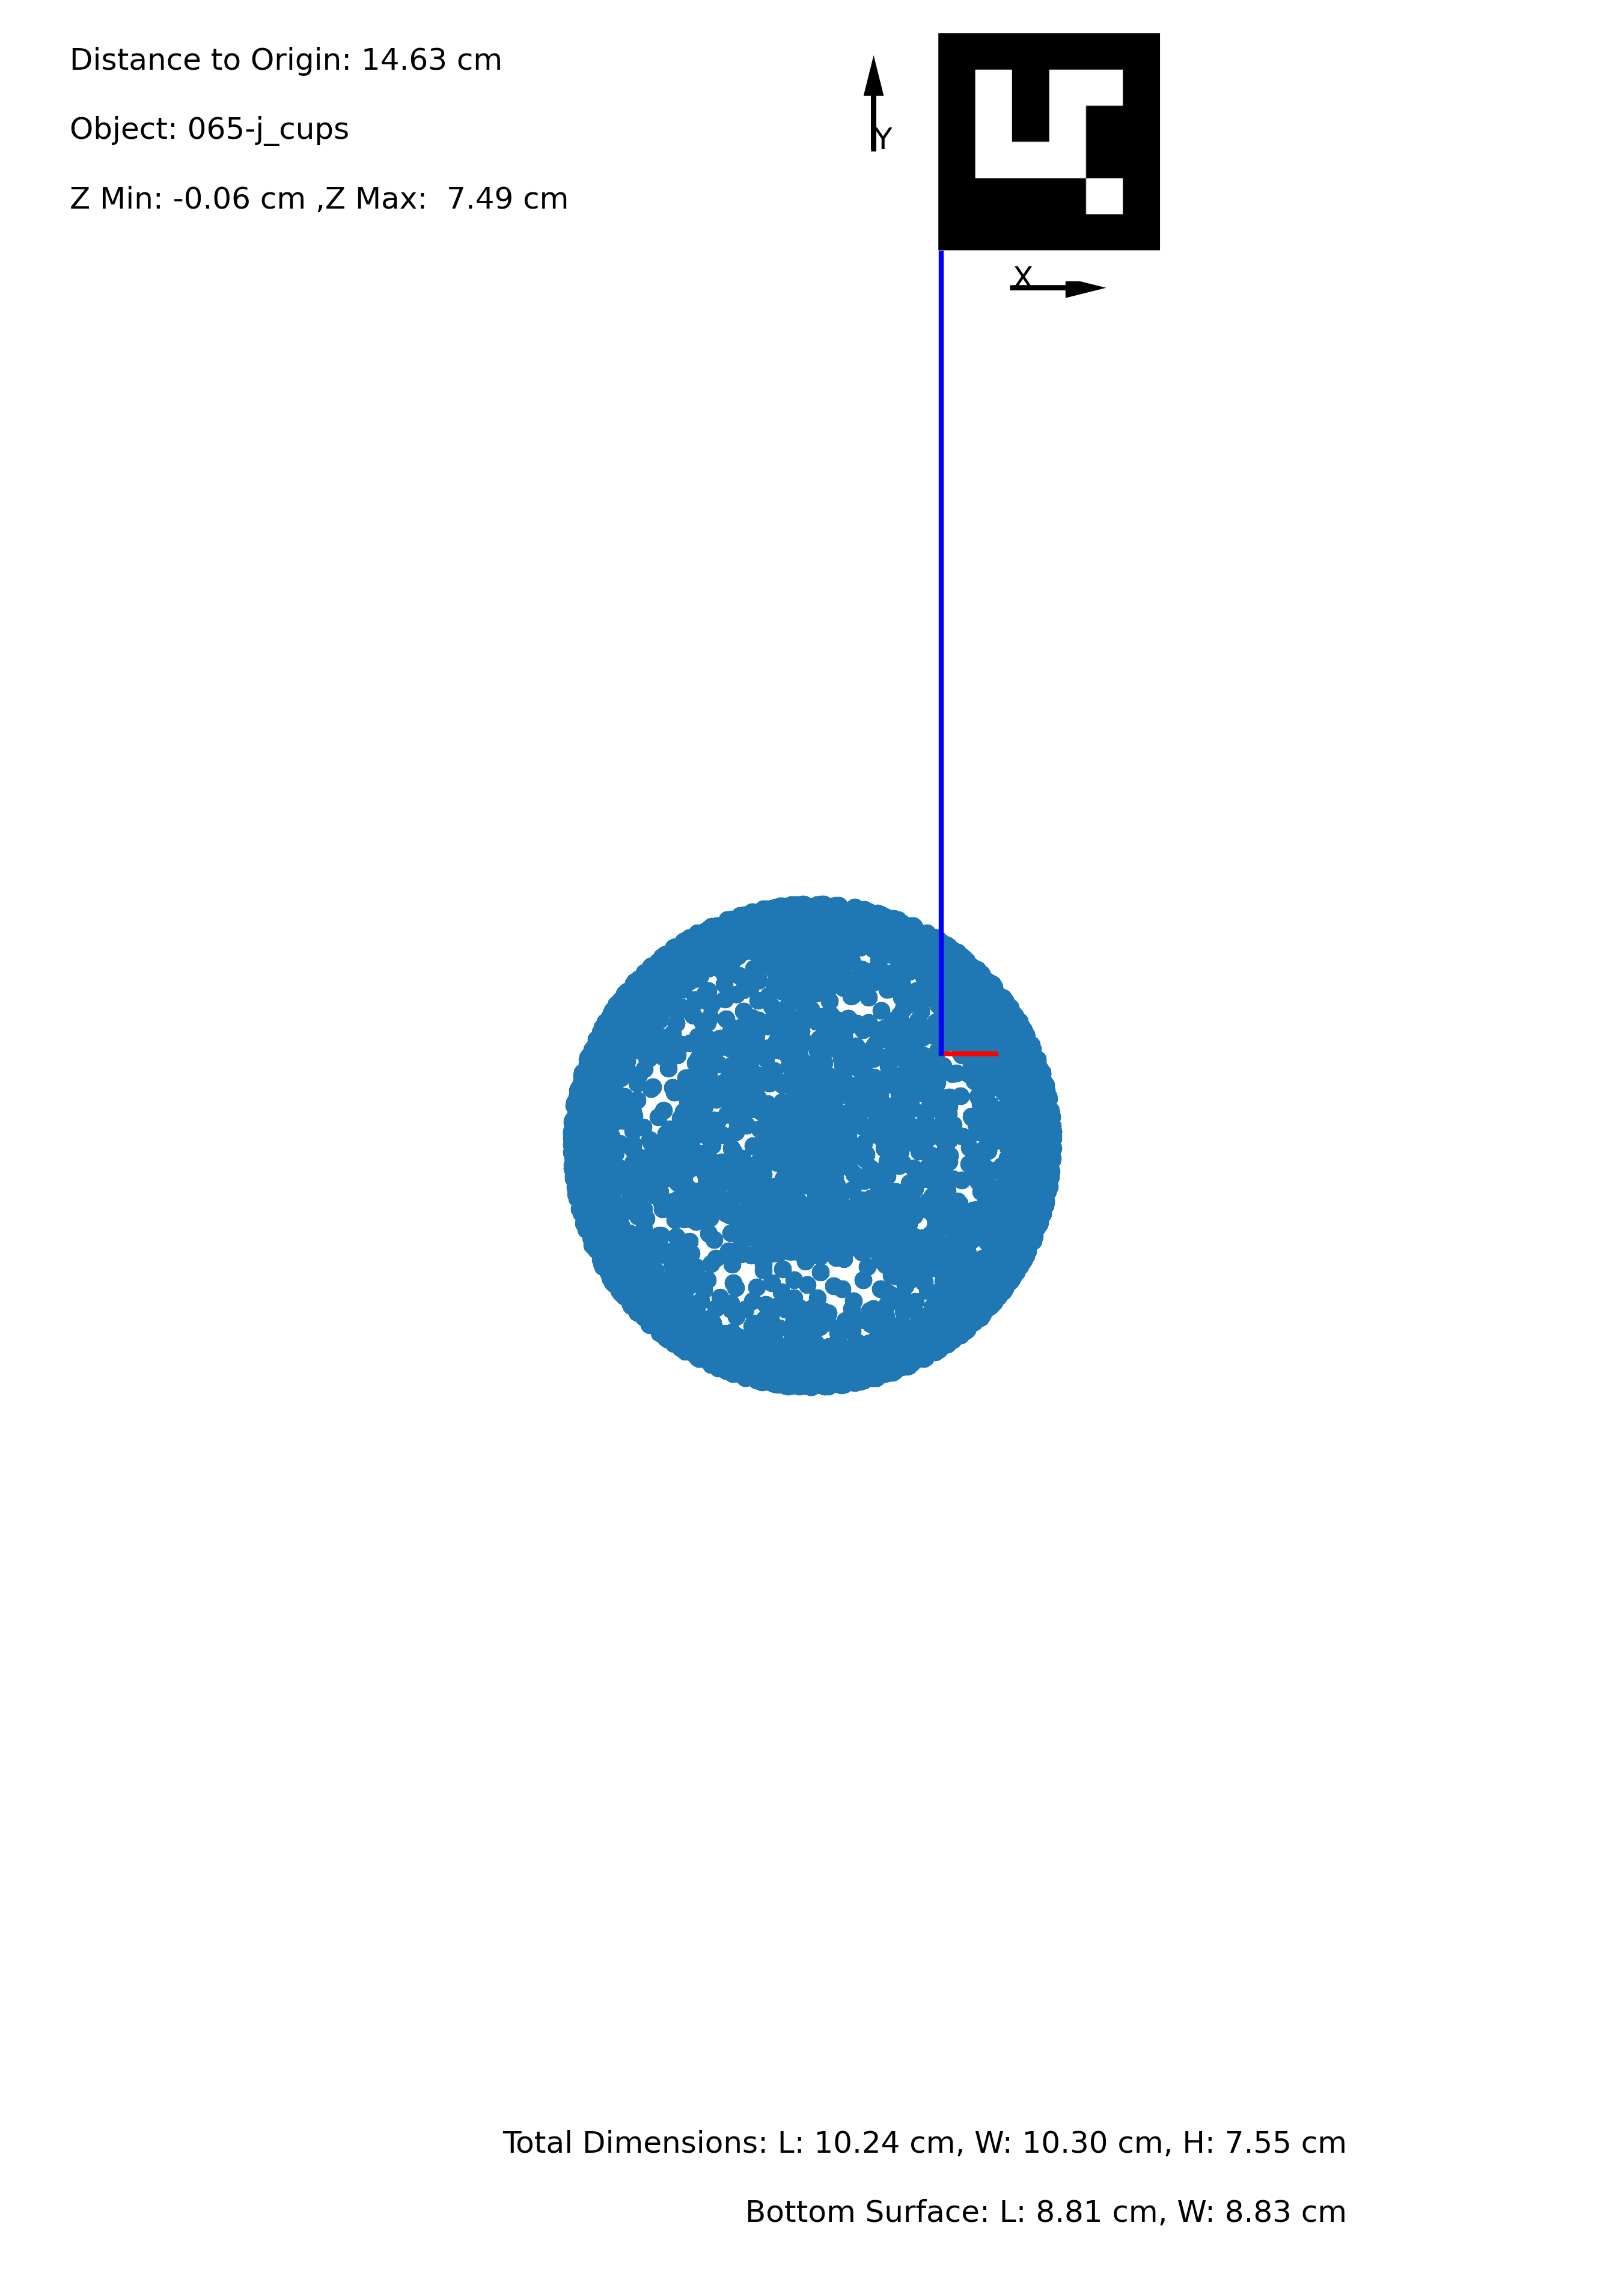 Distance to Origin: 14.63 cm
Object: 065-j_cups
Z Min: -0.06 cm ,Z Max:  7.49 cm
Y
X
Total Dimensions: L: 10.24 cm, W: 10.30 cm, H: 7.55 cm
Bottom Surface: L: 8.81 cm, W: 8.83 cm